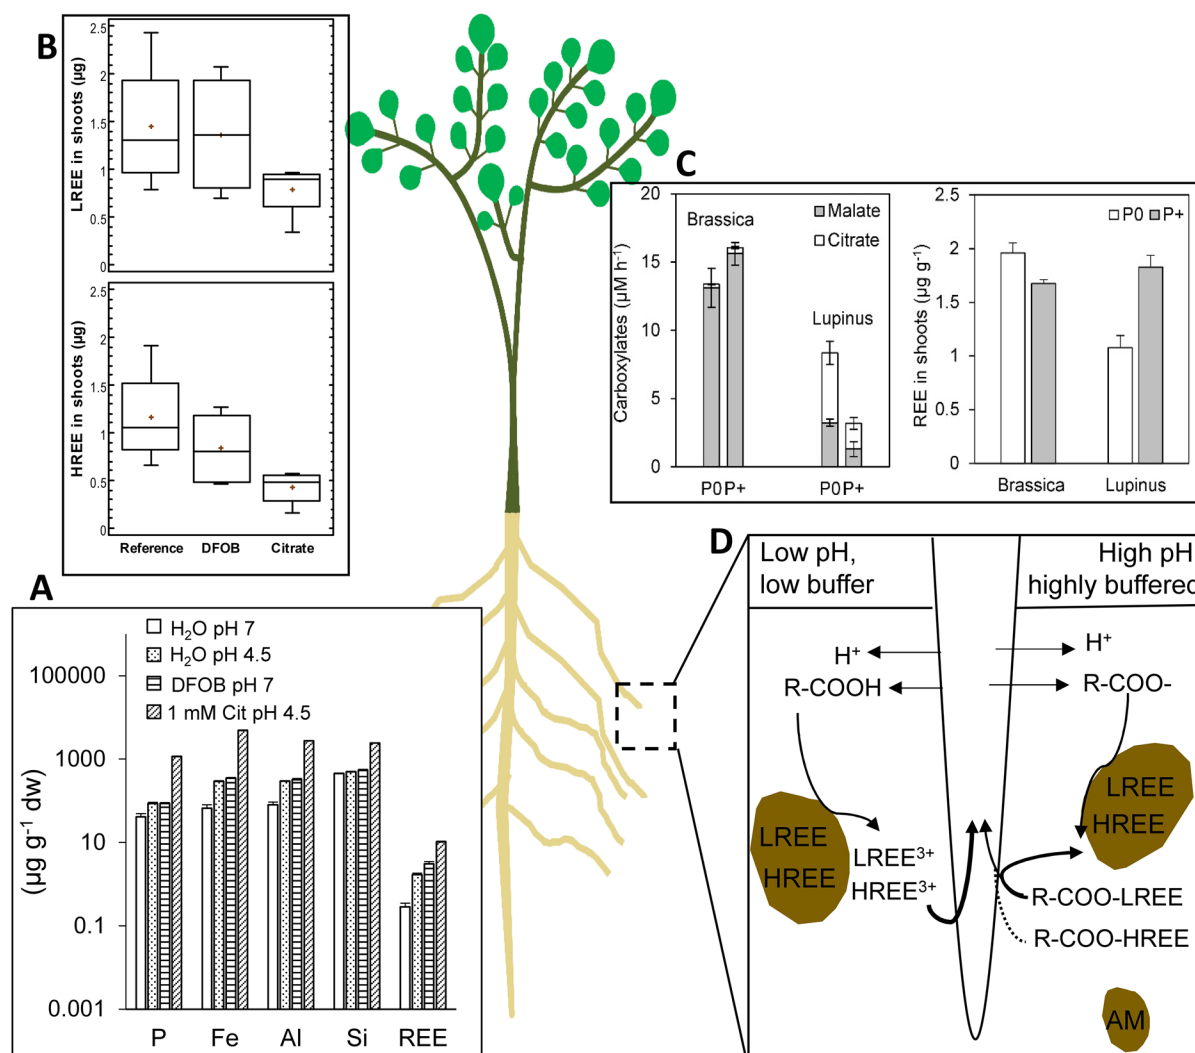 B
LREE in shoots (µg)
2.5
2
1.5
1
0.5
0
HREE in shoots (µg)
2.5
2
1.5
1
0.5
0
Reference DFOB Citrate
C
Carboxylates (µM h⁻¹)
20
15
10
5
0
Brassica
Malate
Citrate
Lupinus
P0 P+ P0 P+
REE in shoots (µg g⁻¹)
2.5
2
1.5
1
0.5
0
P0 P+
Brassica Lupinus
A
(µg g⁻¹ dw)
H₂O pH 7
H₂O pH 4.5
DFOB pH 7
1 mM Cit pH 4.5
100000
1000
10
0.1
0.001
P Fe Al Si REE
D
Low pH,
low buffer
High pH
highly buffered
H⁺
R-COOH
LREE
HREE
LREE³⁺
HREE³⁺
H⁺
R-COO-
LREE
HREE
R-COO-LREE
R-COO-HREE
AM